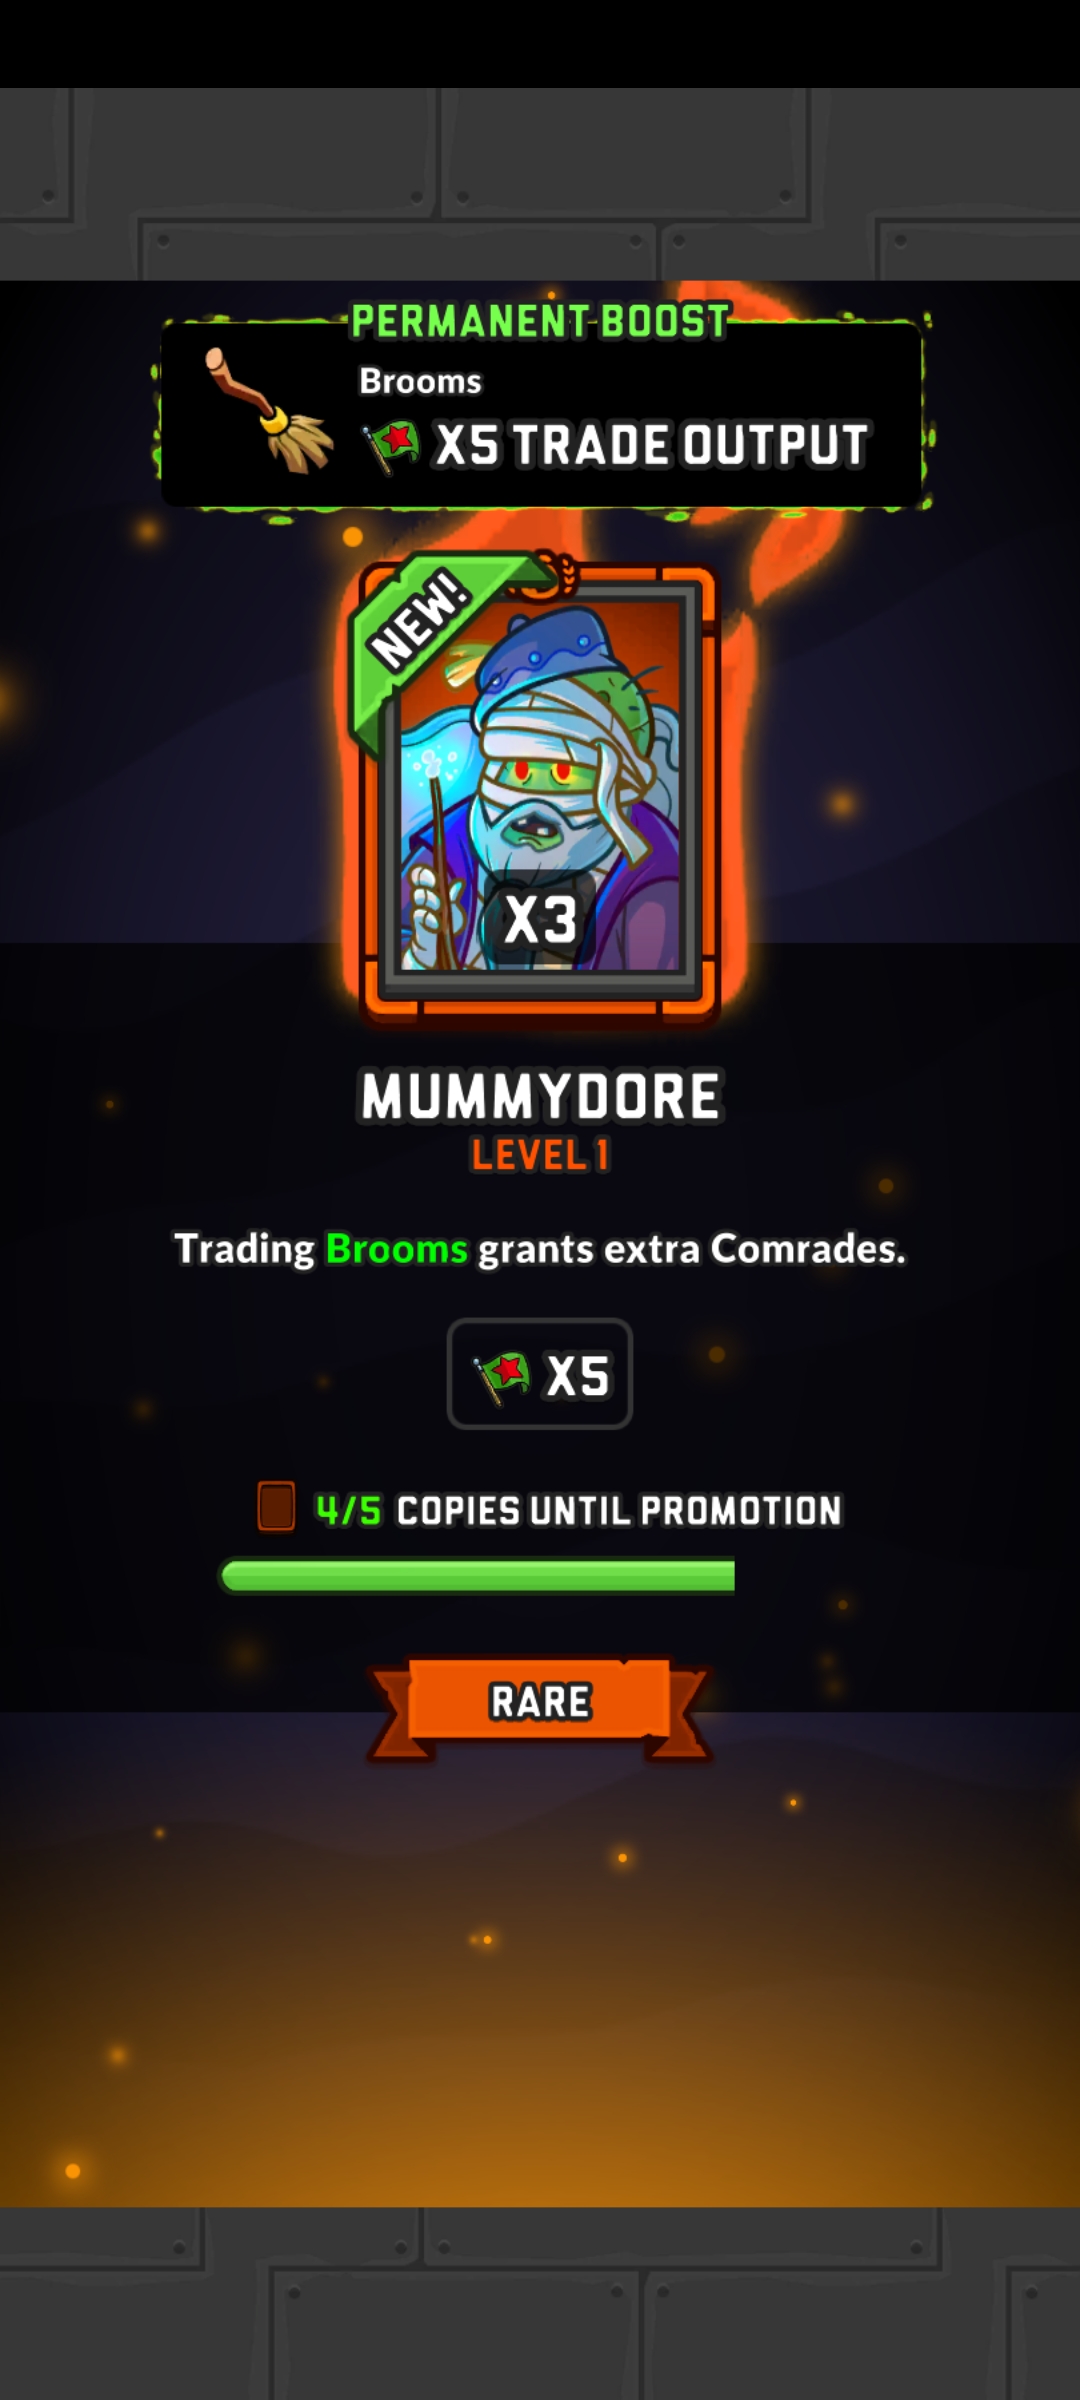 PERMANENT BOOST
Brooms
X5 TRADE OUTPUT
NEW!
X3
MUMMYDORE
LEVEL 1
Trading Brooms grants extra Comrades.
X5
4/5 COPIES UNTIL PROMOTION
RARE